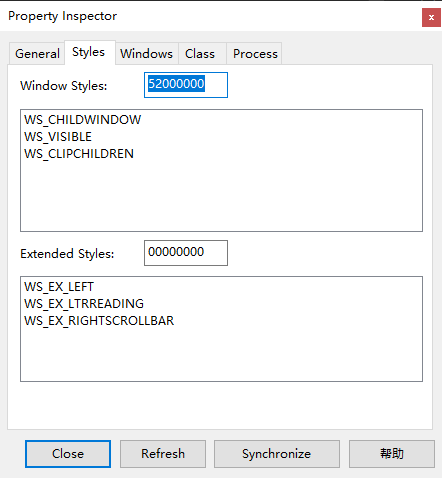 Property Inspector
x
General Styles Windows Class Process
Window Styles: 52000000
WS_CHILDWINDOW
WS_VISIBLE
WS_CLIPCHILDREN
Extended Styles: 00000000
WS_EX_LEFT
WS_EX_LTRREADING
WS_EX_RIGHTSCROLLBAR
Close Refresh Synchronize 帮助